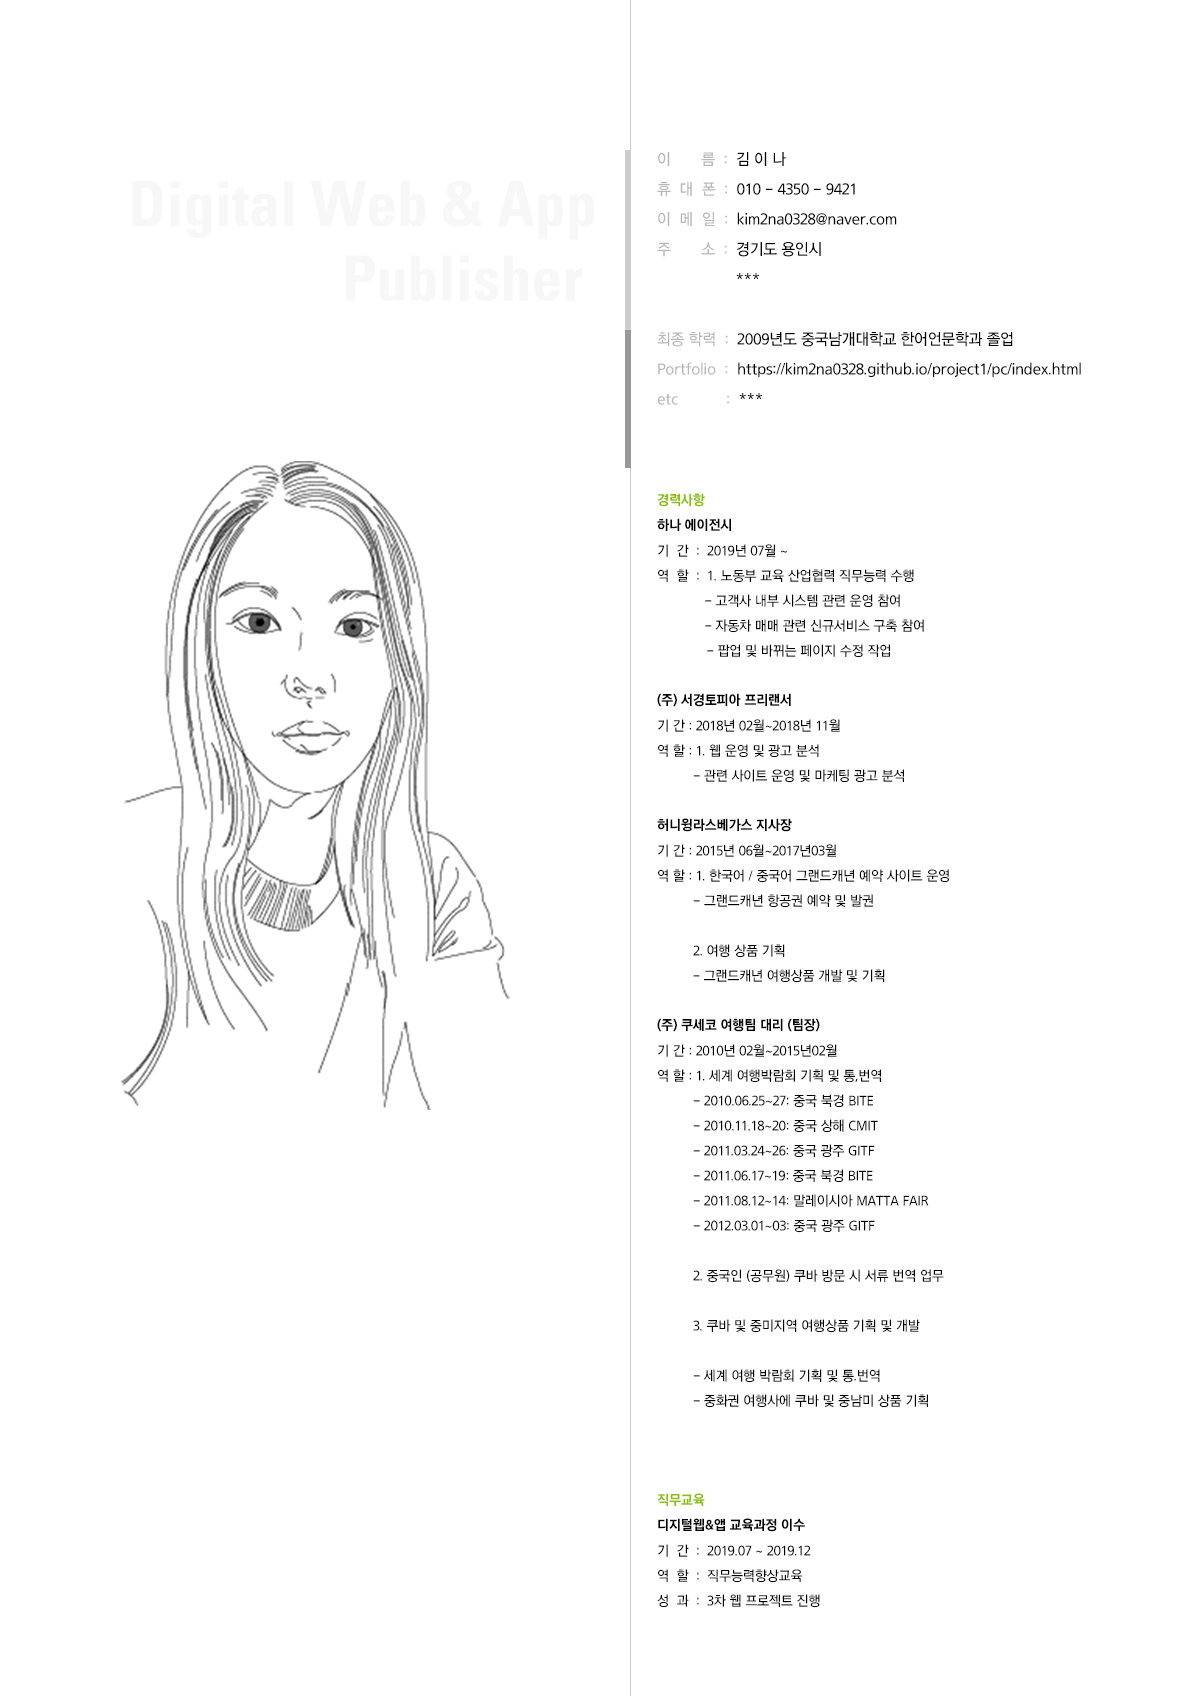 Digital Web & App
Publisher
이 름 : 김 이 나
휴 대 폰 : 010 - 4350 - 9421
이 메 일 : kim2na0328@naver.com
주 소 : 경기도 용인시
***
최종 학력 : 2009년도 중국남개대학교 한어언문학과 졸업
Portfolio : https://kim2na0328.github.io/project1/pc/index.html
etc : ***
경력사항
하나 에이전시
기 간 : 2019년 07월 ~
역 할 : 1. 노동부 교육 산업협력 직무능력 수행
- 고객사 내부 시스템 관련 운영 참여
- 자동차 매매 관련 신규서비스 구축 참여
- 팝업 및 바뀌는 페이지 수정 작업
(주) 서경토피아 프리랜서
기 간 : 2018년 02월~2018년 11월
역 할 : 1. 웹 운영 및 광고 분석
- 관련 사이트 운영 및 마케팅 광고 분석
허니윙라스베가스 지사장
기 간 : 2015년 06월~2017년03월
역 할 : 1. 한국어 / 중국어 그랜드캐년 예약 사이트 운영
- 그랜드캐년 항공권 예약 및 발권
2. 여행 상품 기획
- 그랜드캐년 여행상품 개발 및 기획
(주) 쿠세코 여행팀 대리 (팀장)
기 간 : 2010년 02월~2015년02월
역 할 : 1. 세계 여행박람회 기획 및 통,번역
- 2010.06.25~27: 중국 북경 BITE
- 2010.11.18~20: 중국 상해 CMIT
- 2011.03.24~26: 중국 광주 GITF
- 2011.06.17~19: 중국 북경 BITE
- 2011.08.12~14: 말레이시아 MATTA FAIR
- 2012.03.01~03: 중국 광주 GITF
2. 중국인 (공무원) 쿠바 방문 시 서류 번역 업무
3. 쿠바 및 중미지역 여행상품 기획 및 개발
- 세계 여행 박람회 기획 및 통.번역
- 중화권 여행사에 쿠바 및 중남미 상품 기획
직무교육
디지털웹&앱 교육과정 이수
기 간 : 2019.07 ~ 2019.12
역 할 : 직무능력향상교육
성 과 : 3차 웹 프로젝트 진행